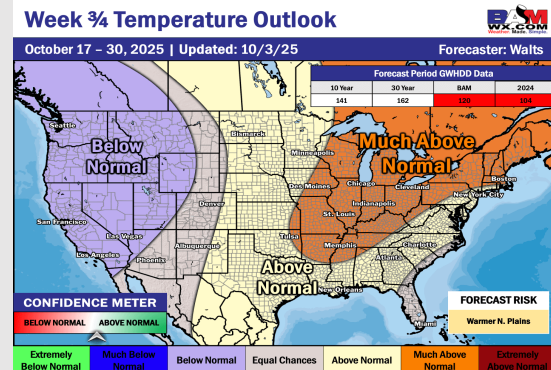 Week ¾ Temperature Outlook
BAM
WX.COM
Weather. Made. Simple.
October 17 – 30, 2025 | Updated: 10/3/25
Forecaster: Walts
Forecast Period GWHDD Data
10 Year 30 Year BAM 2024
141 162 120 104
Seattle
Below
Normal
Bismarck
Minneapolis
Much Above
Normal
Boston
New York City
Des Moines
Chicago
Cleveland
Denver
Indianapolis
St. Louis
San Francisco
Las Vegas
Los Angeles
Phoenix
Albuquerque
Tulsa
Memphis
Charlotte
Atlanta
Above
Normal
New Orleans
Miami
CONFIDENCE METER
BELOW NORMAL ABOVE NORMAL
FORECAST RISK
Warmer N. Plains
Extremely
Below Normal
Much Below
Normal
Below Normal
Equal Chances
Above Normal
Much Above
Normal
Extremely
Above Normal